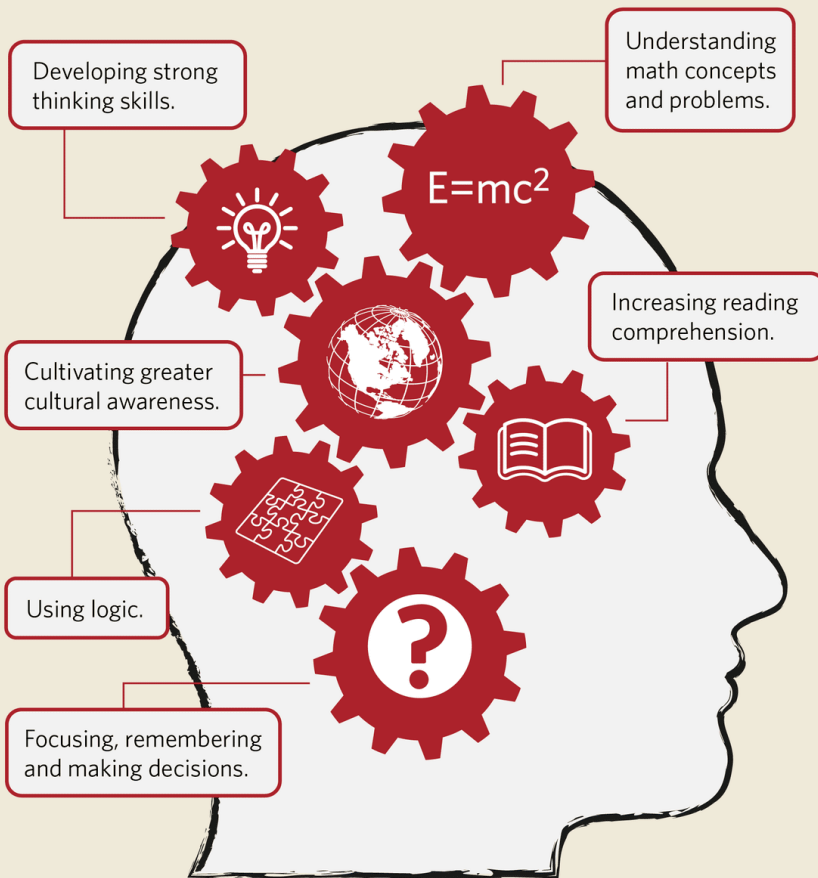 Developing strong
thinking skills.
Understanding
math concepts
and problems.
E=mc²
Increasing reading
comprehension.
Cultivating greater
cultural awareness.
Using logic.
?
Focusing, remembering
and making decisions.